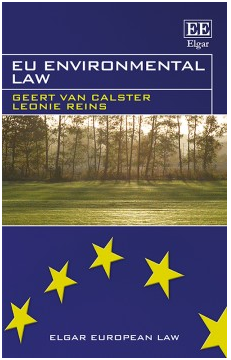 EE
Elgar
EU ENVIRONMENTAL
LAW
GEERT VAN CALSTER
LEONIE REINS
ELGAR EUROPEAN LAW